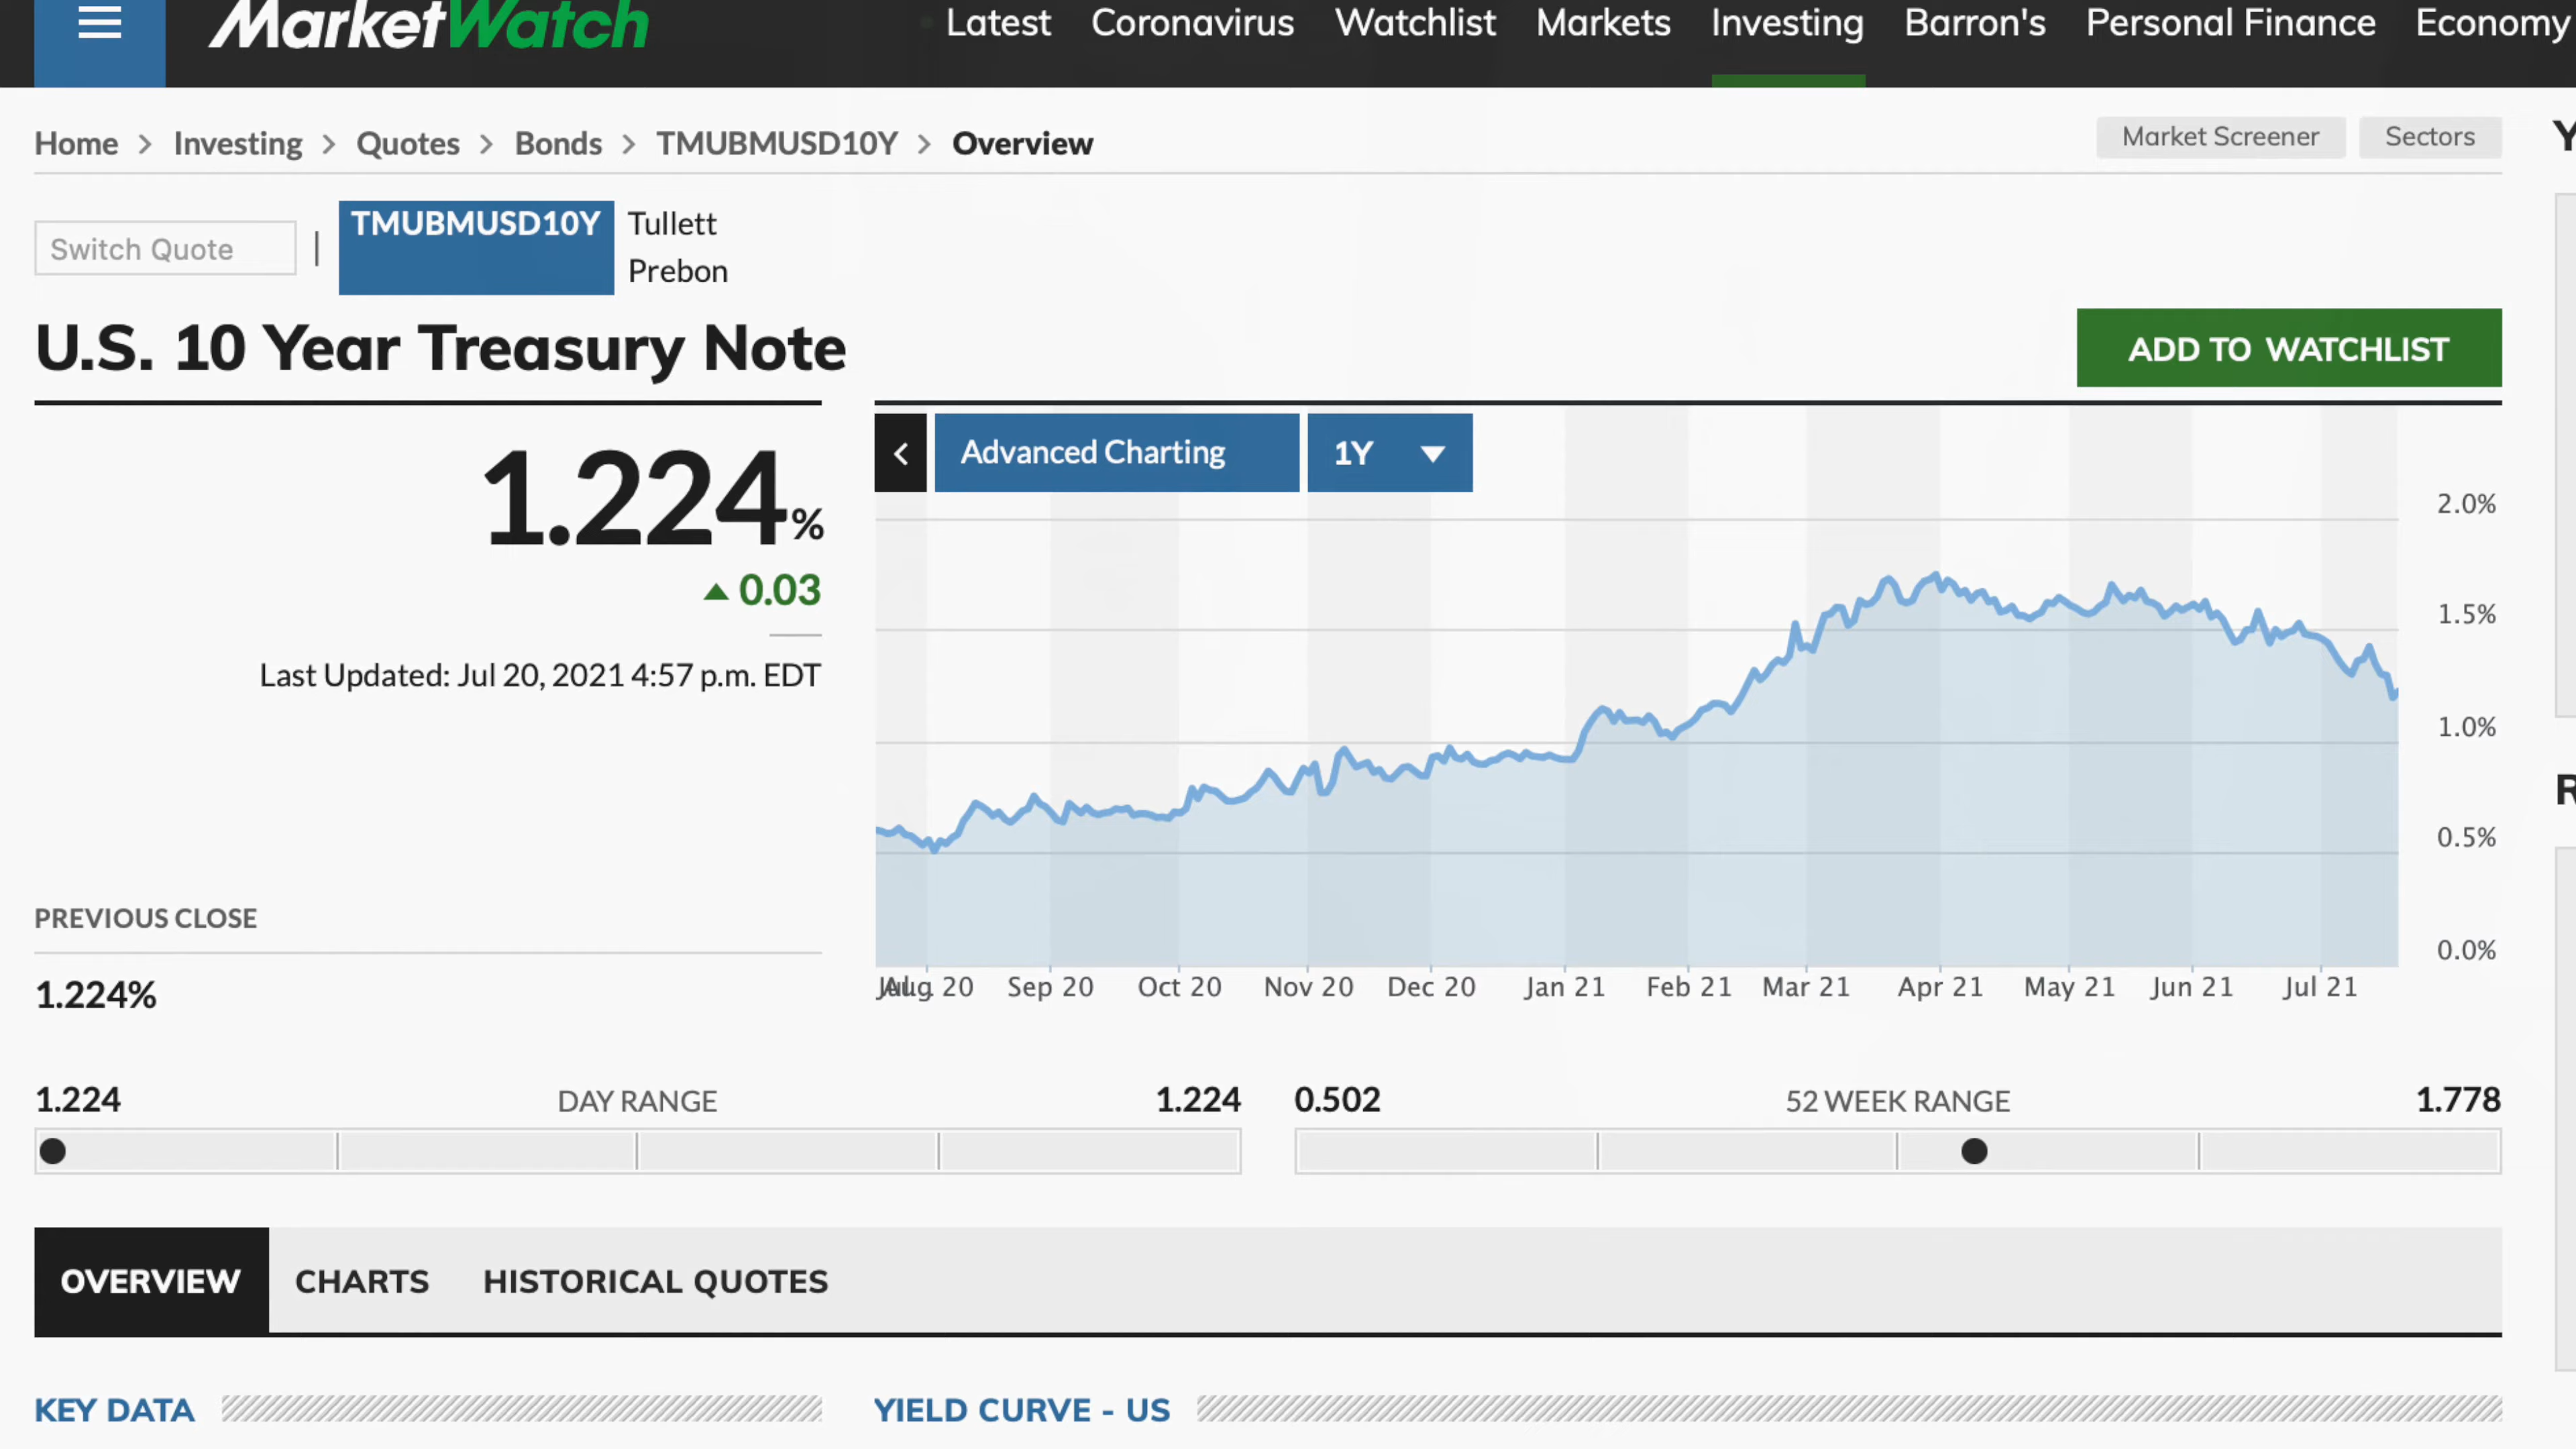 MarketWatch
Latest Coronavirus Watchlist Markets Investing Barron's Personal Finance Economy
Home > Investing > Quotes > Bonds > TMUBMUSD10Y > Overview
Market Screener Sectors
Switch Quote | TMUBMUSD10Y Tullett
Prebon
U.S. 10 Year Treasury Note
ADD TO WATCHLIST
1.224%
0.03
Last Updated: Jul 20, 2021 4:57 p.m. EDT
PREVIOUS CLOSE
1.224%
Advanced Charting 1Y
2.0%
1.5%
1.0%
0.5%
0.0%
Aug 20 Sep 20 Oct 20 Nov 20 Dec 20 Jan 21 Feb 21 Mar 21 Apr 21 May 21 Jun 21 Jul 21
1.224 DAY RANGE 1.224
0.502 52 WEEK RANGE 1.778
OVERVIEW CHARTS HISTORICAL QUOTES
KEY DATA
YIELD CURVE - US